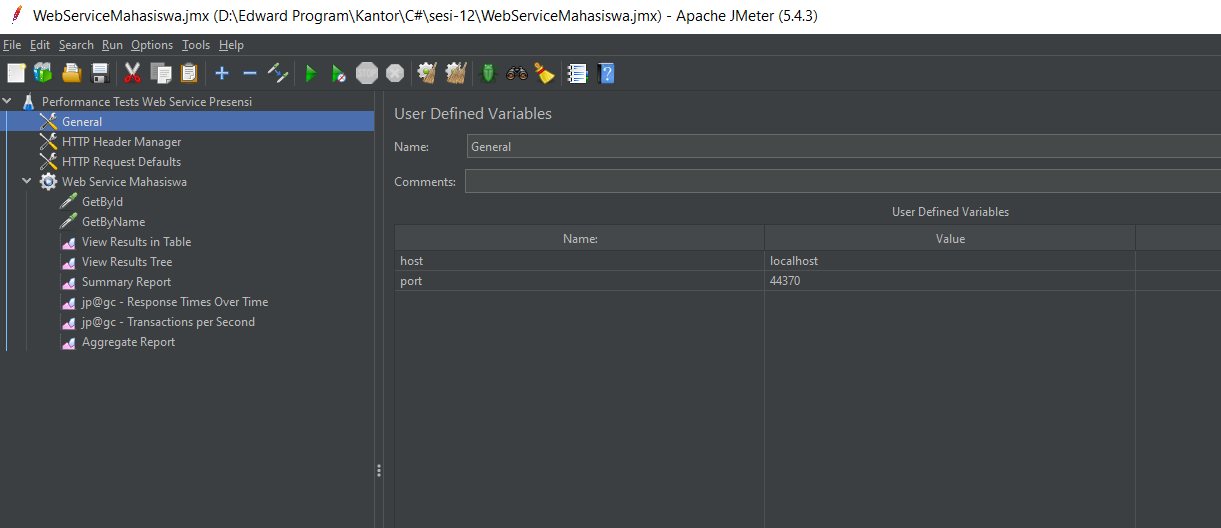 WebServiceMahasiswa.jmx (D:\Edward Program\Kantor\C#\sesi-12\WebServiceMahasiswa.jmx) - Apache JMeter (5.4.3)
File Edit Search Run Options Tools Help
STOP
Performance Tests Web Service Presensi
General
HTTP Header Manager
HTTP Request Defaults
Web Service Mahasiswa
GetById
GetByName
View Results in Table
View Results Tree
Summary Report
jp@gc - Response Times Over Time
jp@gc - Transactions per Second
Aggregate Report
User Defined Variables
Name: General
Comments:
User Defined Variables
Name: Value
host localhost
port 44370